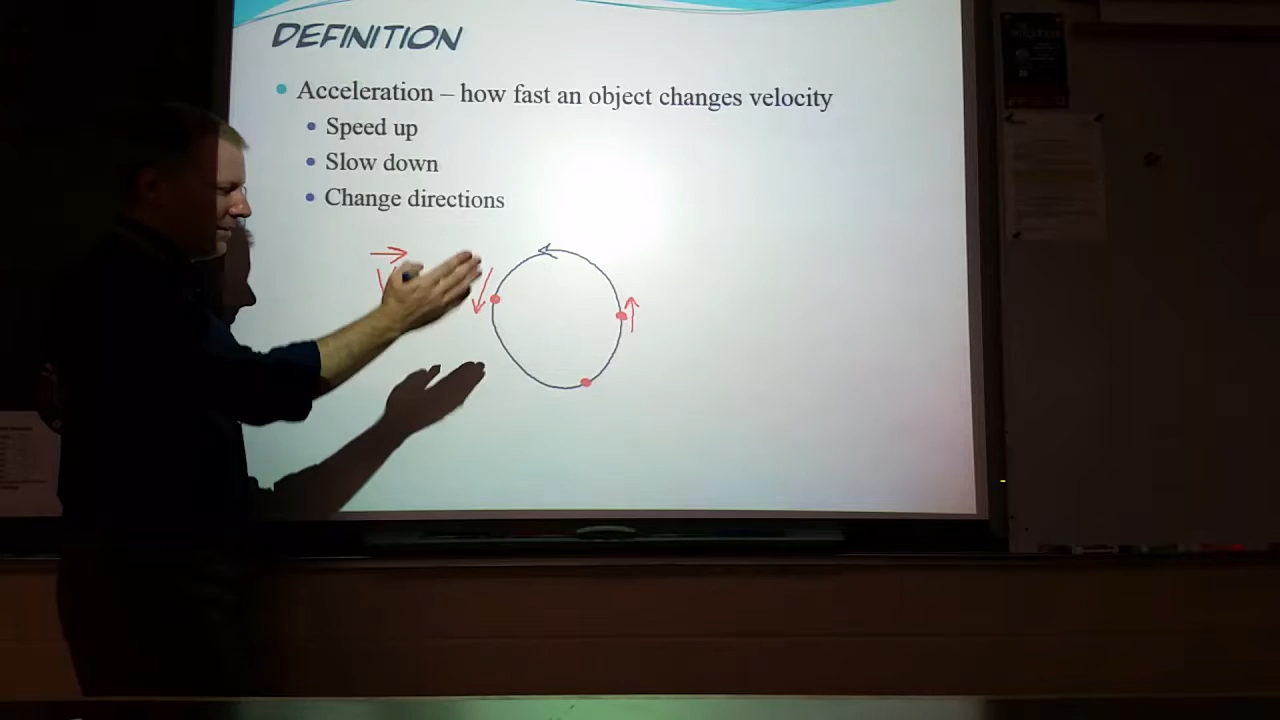 DEFINITION
Acceleration – how fast an object changes velocity
Speed up
Slow down
Change directions